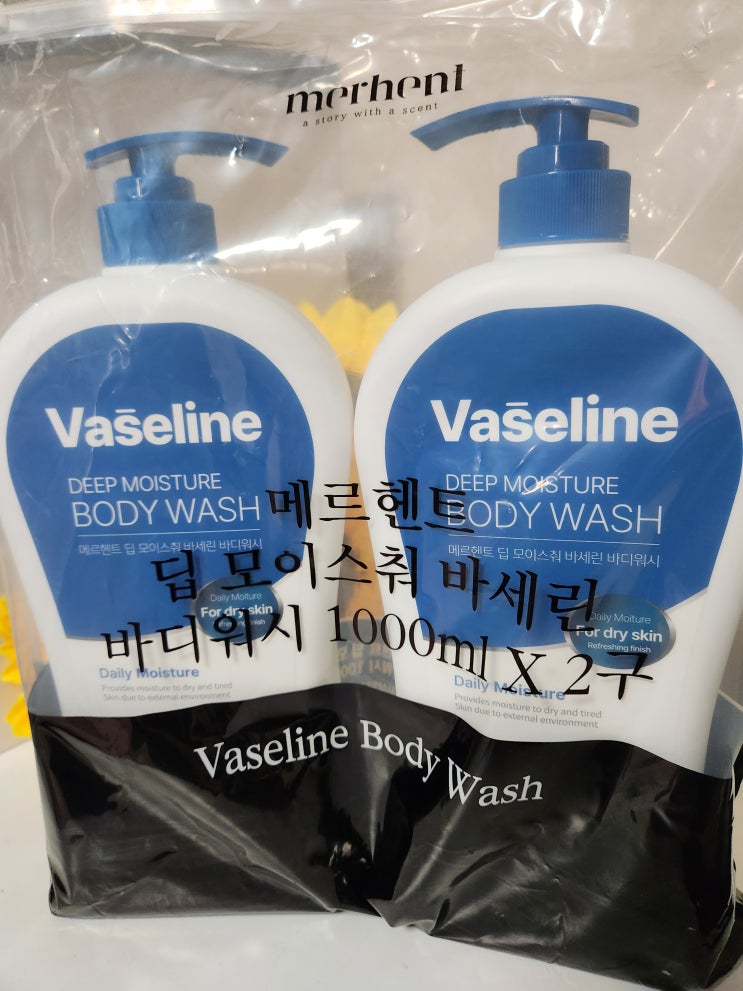 merhent
a story with a scent
Vaseline
DEEP MOISTURE
BODY WASH
메르헨트 딥 모이스춰 바세린 바디워시
Daily Moiture
For dry skin
Refreshing finish
Daily Moisture
Provides moisture to dry and tired
Skin due to external environment
Vaseline
DEEP MOISTURE
BODY WASH
메르헨트 딥 모이스춰 바세린 바디워시
Daily Moiture
For dry skin
Refreshing finish
Daily Moisture
Provides moisture to dry and tired
Skin due to external environment
메르헨트
딥 모이스춰 바세린
바디워시 1000ml X 2구
Vaseline Body Wash